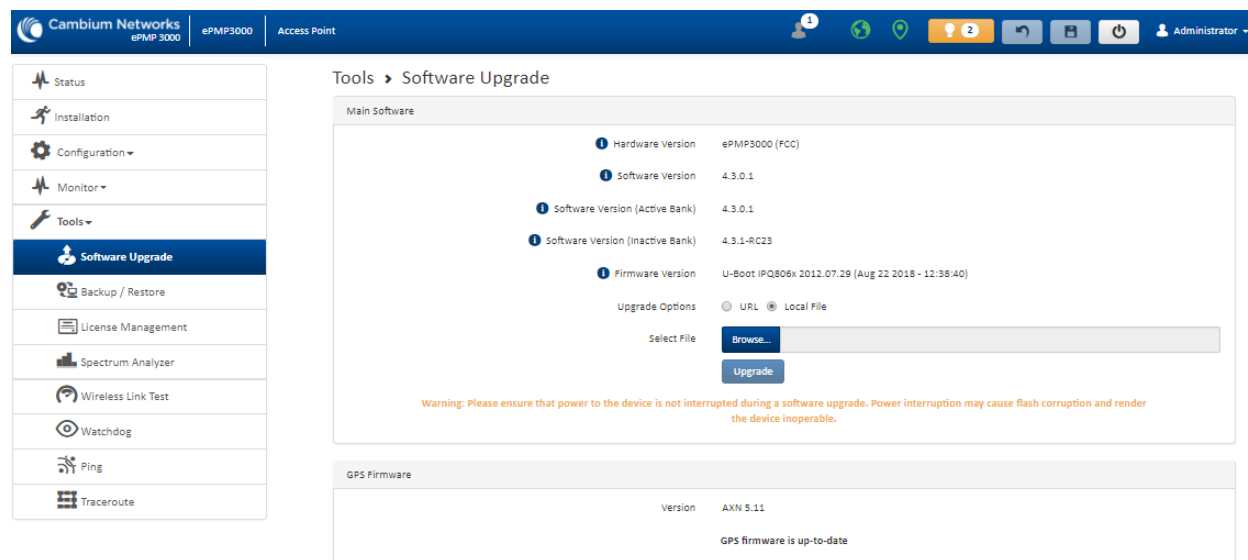 Cambium Networks
ePMP 3000
ePMP3000
Access Point
1
2
Administrator
Status
Installation
Configuration
Monitor
Tools
Software Upgrade
Backup / Restore
License Management
Spectrum Analyzer
Wireless Link Test
Watchdog
Ping
Traceroute
Tools > Software Upgrade
Main Software
Hardware Version ePMP3000 (FCC)
Software Version 4.3.0.1
Software Version (Active Bank) 4.3.0.1
Software Version (Inactive Bank) 4.3.1-RC23
Firmware Version U-Boot IPQ806x 2012.07.29 (Aug 22 2018 - 12:38:40)
Upgrade Options URL Local File
Select File Browse...
Upgrade
Warning: Please ensure that power to the device is not interrupted during a software upgrade. Power interruption may cause flash corruption and render
the device inoperable.
GPS Firmware
Version AXN 5.11
GPS firmware is up-to-date